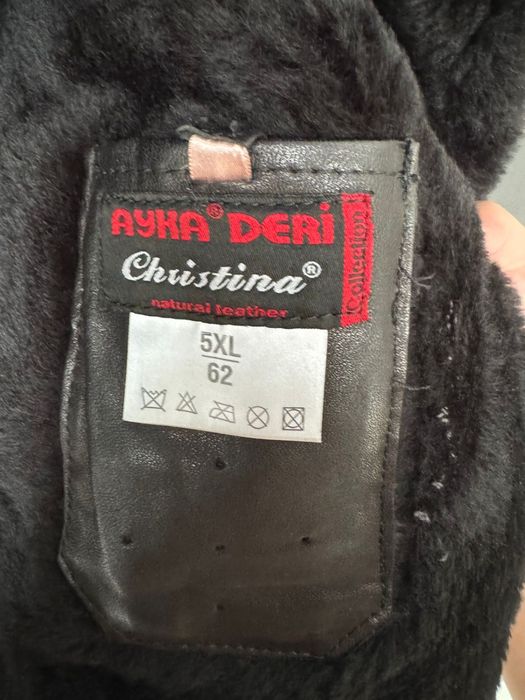 AYKA® DERİ
Christina®
natural leather
Collection
5XL
62